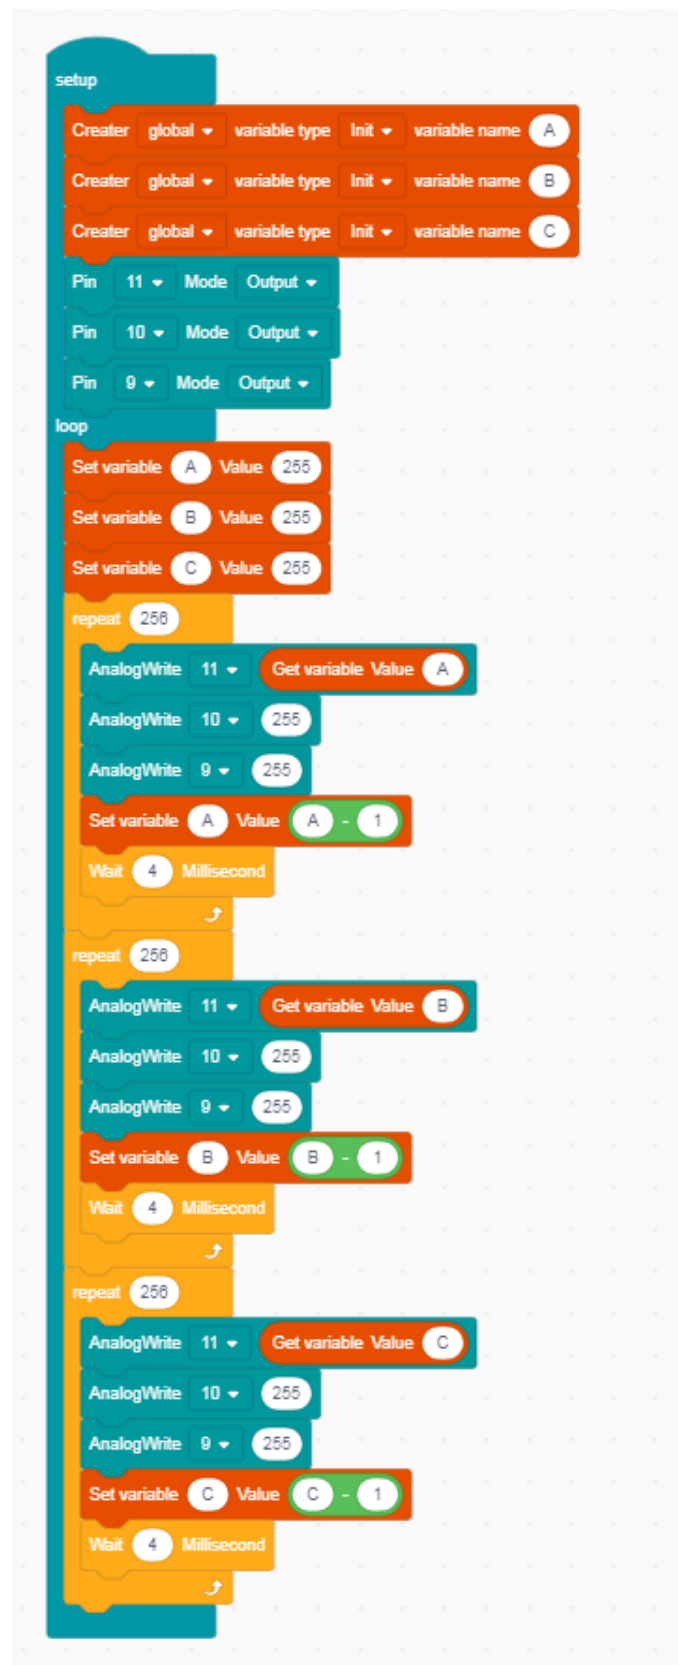 setup
Creater global variable type Init variable name A
Creater global variable type Init variable name B
Creater global variable type Init variable name C
Pin 11 Mode Output
Pin 10 Mode Output
Pin 9 Mode Output
loop
Set variable A Value 255
Set variable B Value 255
Set variable C Value 255
repeat 256
AnalogWrite 11 Get variable Value A
AnalogWrite 10 255
AnalogWrite 9 255
Set variable A Value A - 1
Wait 4 Millisecond
repeat 256
AnalogWrite 11 Get variable Value B
AnalogWrite 10 255
AnalogWrite 9 255
Set variable B Value B - 1
Wait 4 Millisecond
repeat 256
AnalogWrite 11 Get variable Value C
AnalogWrite 10 255
AnalogWrite 9 255
Set variable C Value C - 1
Wait 4 Millisecond